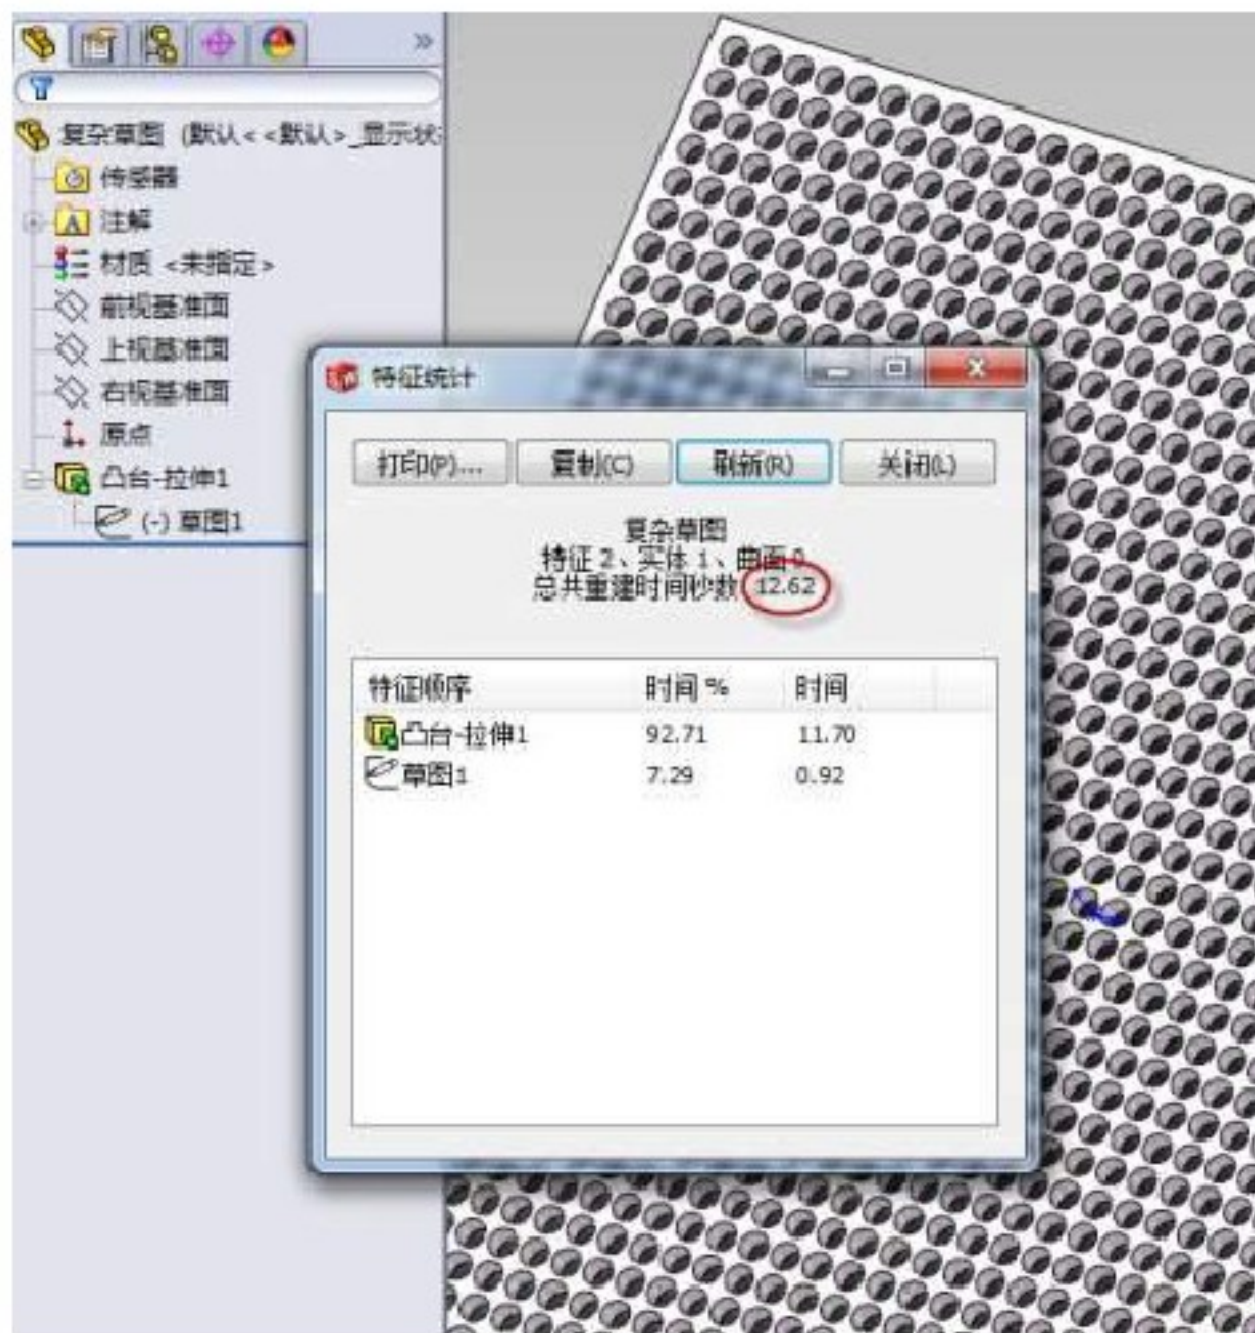 复杂草图 (默认<<默认>_显示状
传感器
注解
材质 <未指定>
前视基准面
上视基准面
右视基准面
原点
凸台-拉伸1
(-) 草图1
特征统计
打印(P)... 复制(C) 刷新(R) 关闭(L)
复杂草图
特征 2、实体 1、曲面 0
总共重建时间秒数 12.62
特征顺序 时间 % 时间
凸台-拉伸1 92.71 11.70
草图1 7.29 0.92